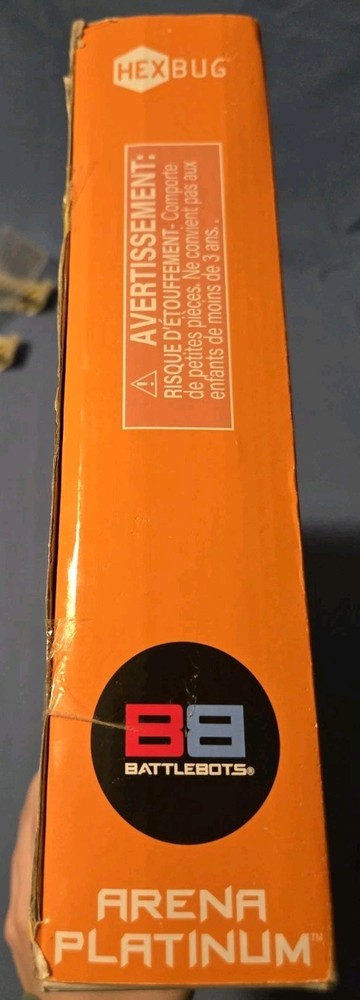 HEXBUG
AVERTISSEMENT:
RISQUE D'ÉTOUFFEMENT- Comporte
de petites pièces. Ne convient pas aux
enfants de moins de 3 ans.
BB
BATTLEBOTS®
ARENA
PLATINUM™